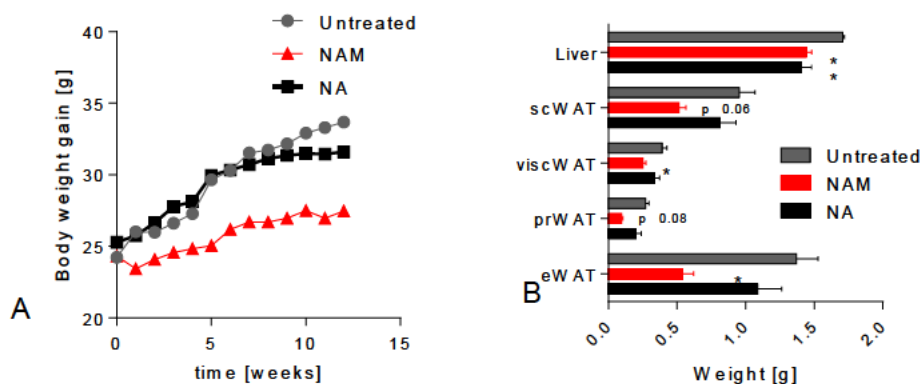 Untreated
NAM
NA
Body weight gain [g]
40
35
30
25
20
0
5
10
15
time [weeks]
A
B
Liver
*
*
scWAT
p 0.06
viscWAT
*
prWAT
p 0.08
eWAT
*
Untreated
NAM
NA
0.0
0.5
1.0
1.5
2.0
Weight [g]